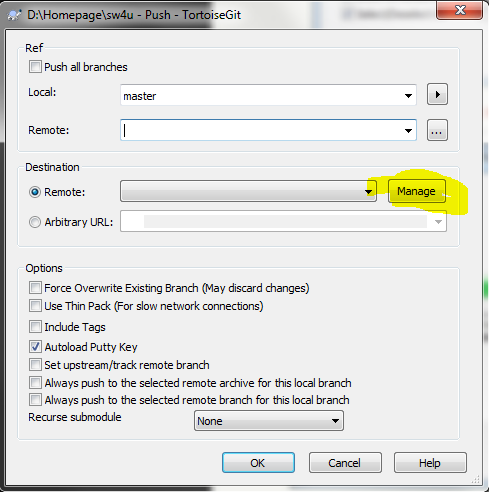 D:\Homepage\sw4u - Push - TortoiseGit
Ref
Push all branches
Local:
master
Remote:
...
Destination
Remote:
Manage
Arbitrary URL:
Options
Force Overwrite Existing Branch (May discard changes)
Use Thin Pack (For slow network connections)
Include Tags
Autoload Putty Key
Set upstream/track remote branch
Always push to the selected remote archive for this local branch
Always push to the selected remote branch for this local branch
Recurse submodule
None
OK
Cancel
Help